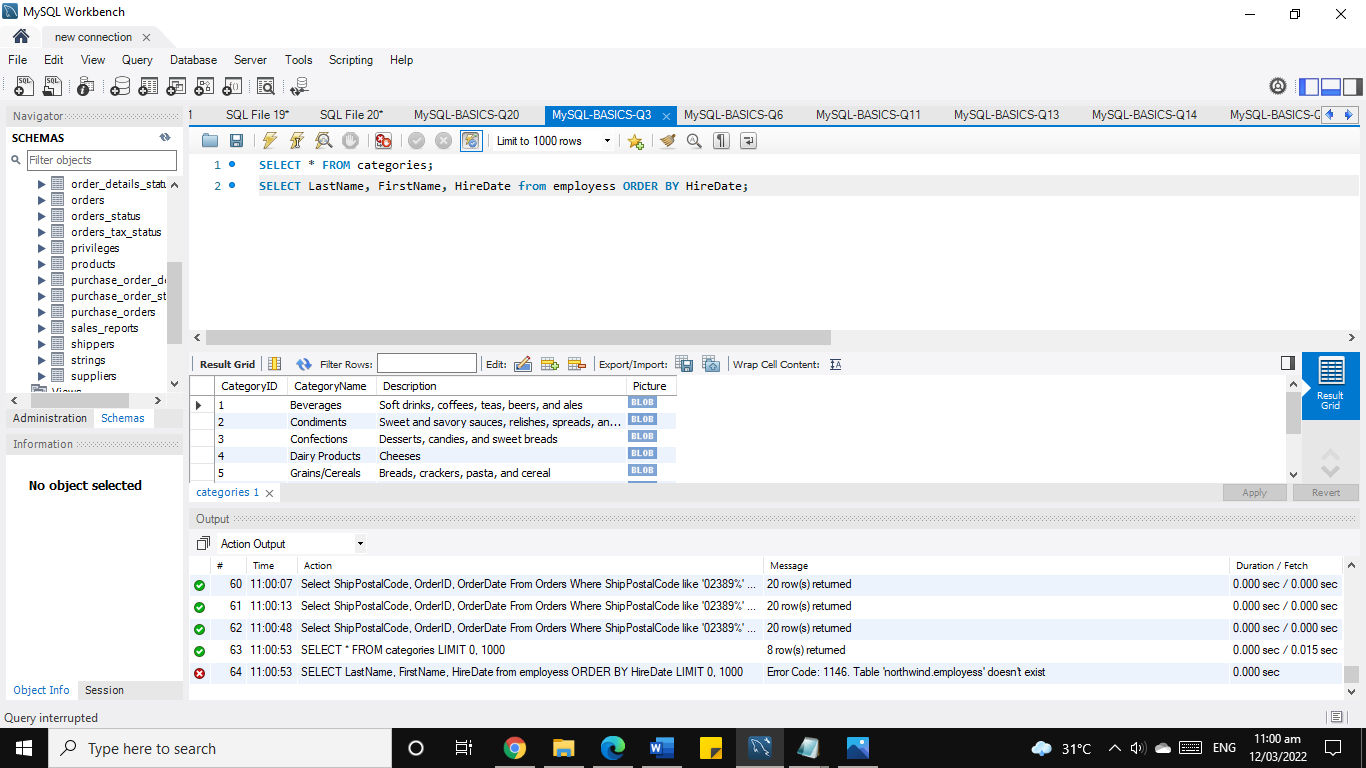 MySQL Workbench
new connection
File Edit View Query Database Server Tools Scripting Help
Navigator
SCHEMAS
Filter objects
order_details_statu
orders
orders_status
orders_tax_status
privileges
products
purchase_order_de
purchase_order_st
purchase_orders
sales_reports
shippers
strings
suppliers
Views
Administration Schemas
Information
No object selected
Object Info Session
1 SQL File 19* SQL File 20* MySQL-BASICS-Q20 MySQL-BASICS-Q3 MySQL-BASICS-Q6 MySQL-BASICS-Q11 MySQL-BASICS-Q13 MySQL-BASICS-Q14 MySQL-BASICS-Q
Limit to 1000 rows
1 SELECT * FROM categories;
2 SELECT LastName, FirstName, HireDate from employess ORDER BY HireDate;
Result Grid Filter Rows: Edit: Export/Import: Wrap Cell Content: IA
CategoryID CategoryName Description Picture
1 Beverages Soft drinks, coffees, teas, beers, and ales BLOB
2 Condiments Sweet and savory sauces, relishes, spreads, an... BLOB
3 Confections Desserts, candies, and sweet breads BLOB
4 Dairy Products Cheeses BLOB
5 Grains/Cereals Breads, crackers, pasta, and cereal BLOB
Result
Grid
categories 1
Apply Revert
Output
Action Output
# Time Action Message Duration / Fetch
60 11:00:07 Select ShipPostalCode, OrderID, OrderDate From Orders Where ShipPostalCode like '02389%' ... 20 row(s) returned 0.000 sec / 0.000 sec
61 11:00:13 Select ShipPostalCode, OrderID, OrderDate From Orders Where ShipPostalCode like '02389%' ... 20 row(s) returned 0.000 sec / 0.000 sec
62 11:00:48 Select ShipPostalCode, OrderID, OrderDate From Orders Where ShipPostalCode like '02389%' ... 20 row(s) returned 0.000 sec / 0.000 sec
63 11:00:53 SELECT * FROM categories LIMIT 0, 1000 8 row(s) returned 0.000 sec / 0.015 sec
64 11:00:53 SELECT LastName, FirstName, HireDate from employess ORDER BY HireDate LIMIT 0, 1000 Error Code: 1146. Table 'northwind.employess' doesn't exist 0.000 sec
Query interrupted
Type here to search
31°C ENG 11:00 am
12/03/2022